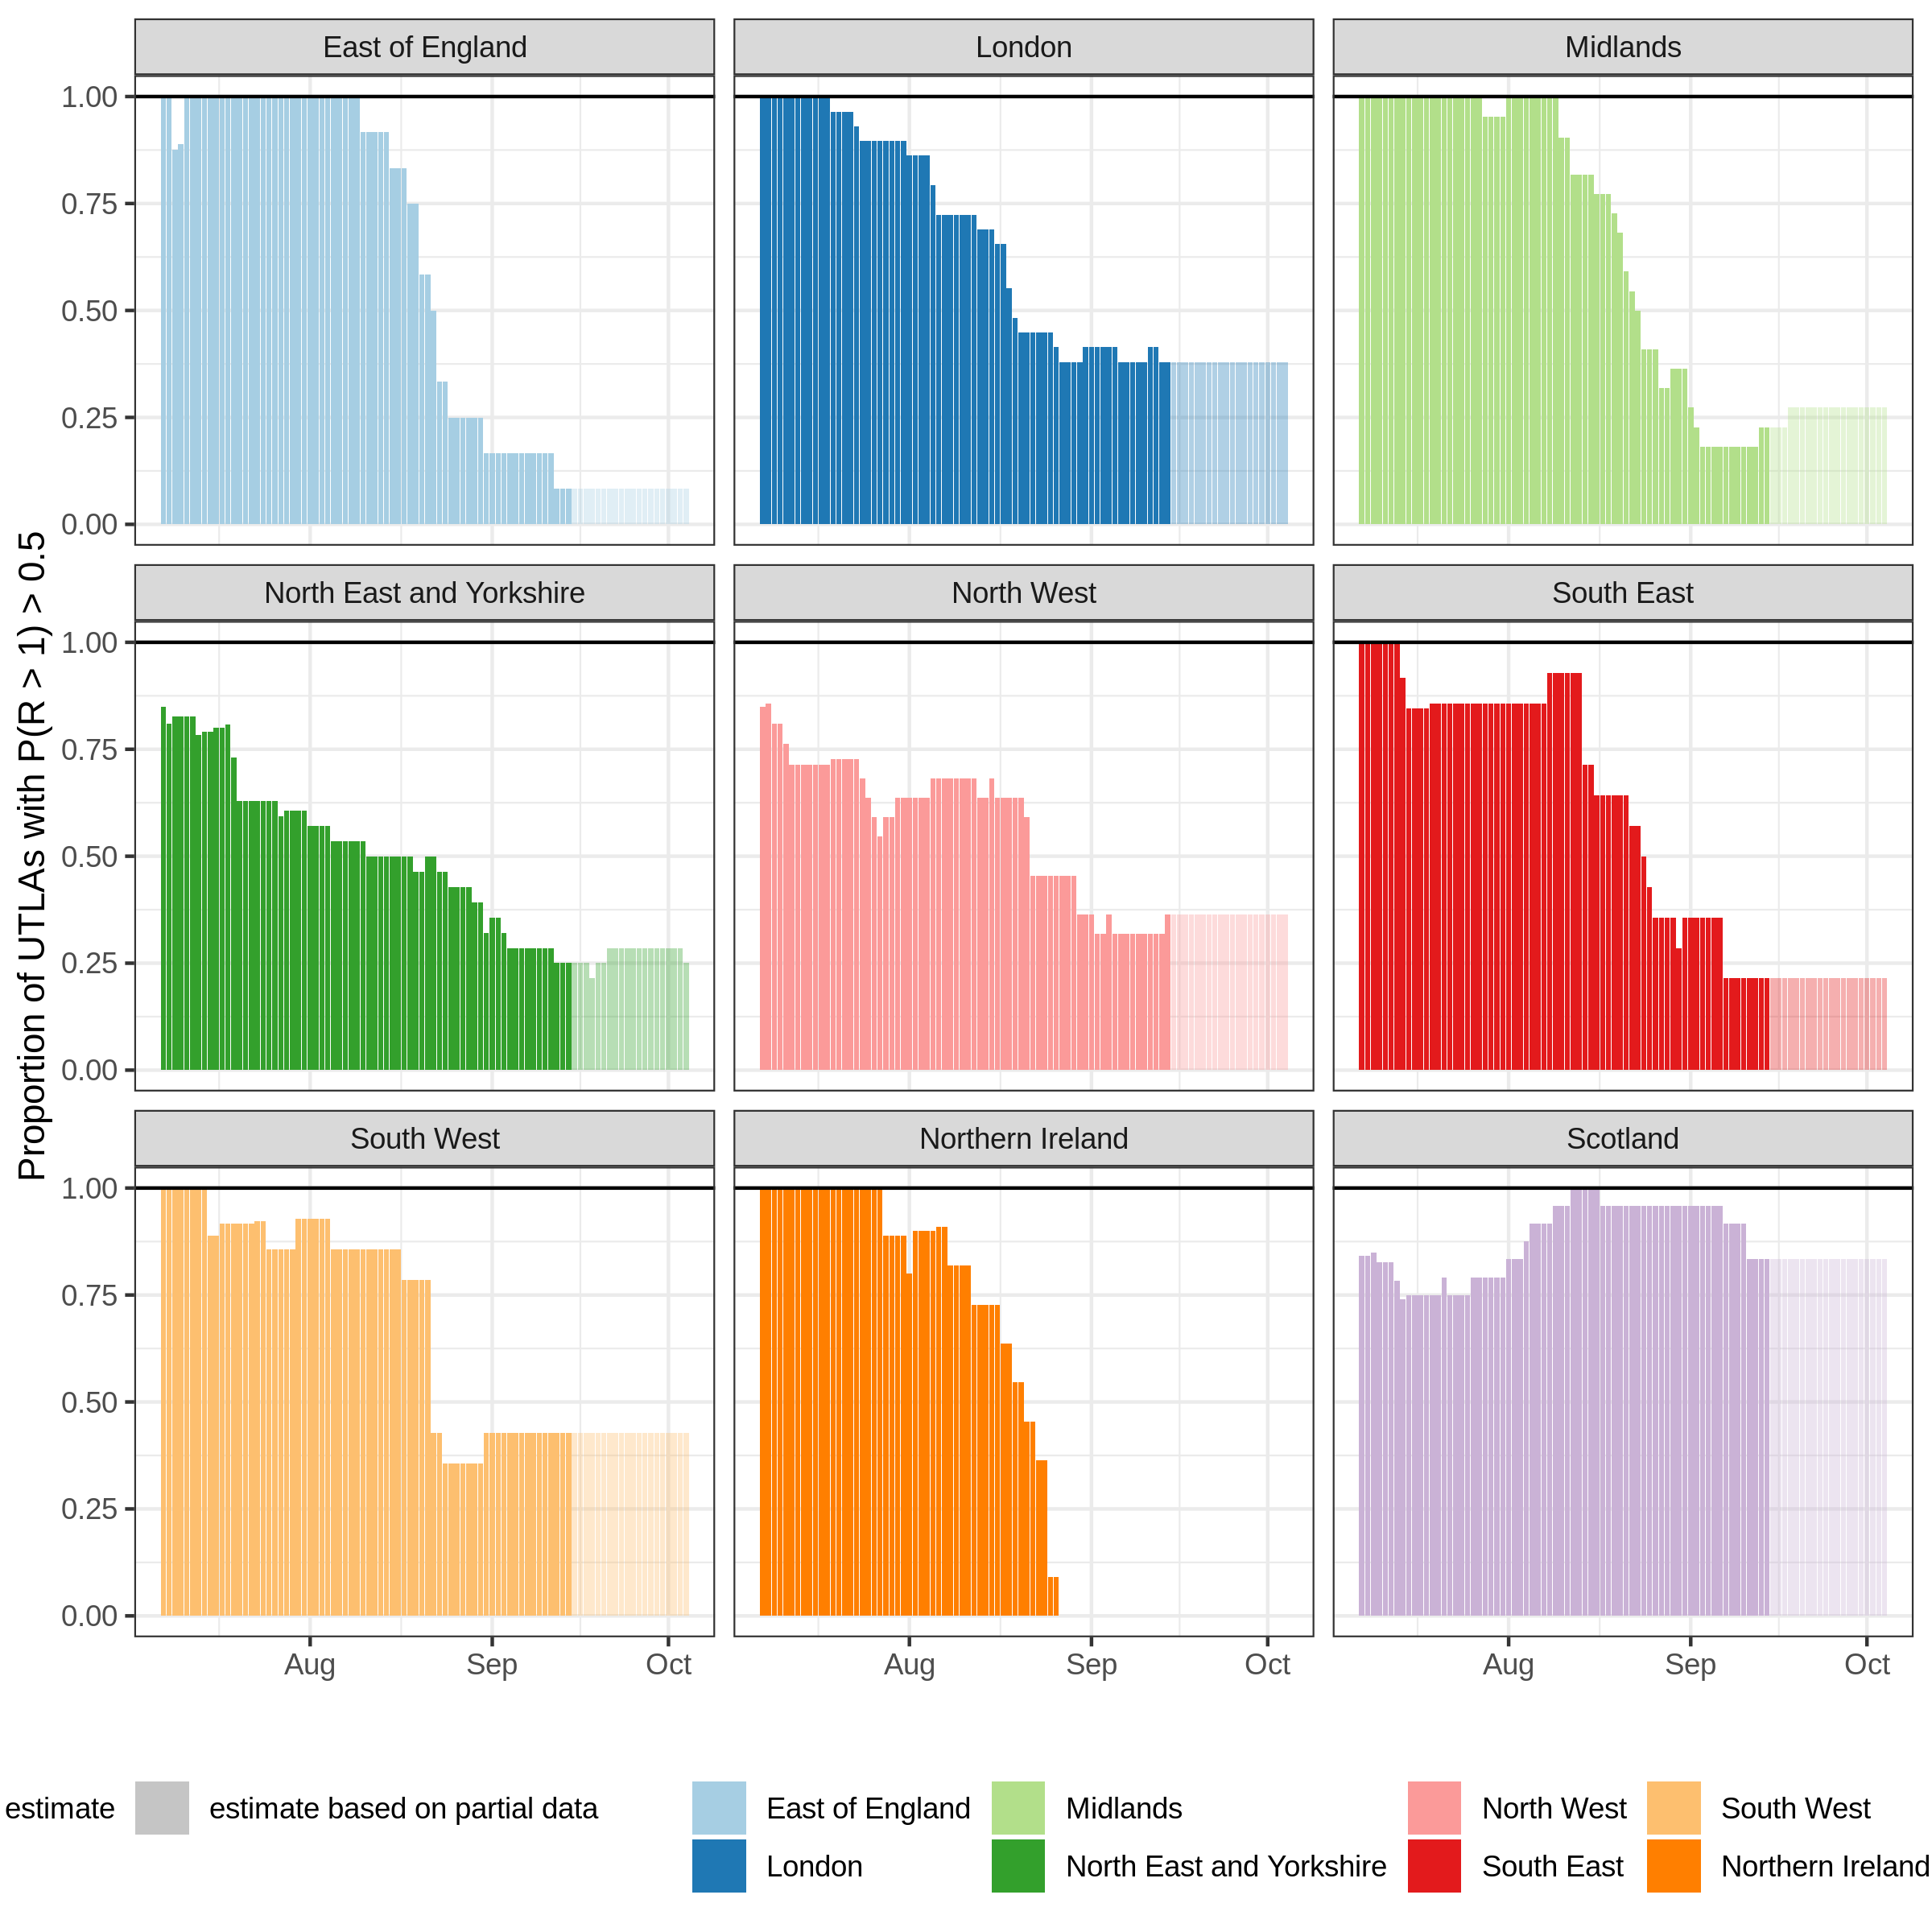 East of England
London
Midlands
1.00
0.75
0.50
0.25
0.00
North East and Yorkshire
North West
South East
1.00
0.75
0.50
0.25
0.00
South West
Northern Ireland
Scotland
1.00
0.75
0.50
0.25
0.00
Aug Sep Oct
Aug Sep Oct
Aug Sep Oct
Proportion of UTLAs with P(R > 1) > 0.5
estimate
estimate based on partial data
East of England
London
Midlands
North East and Yorkshire
North West
South East
South West
Northern Ireland